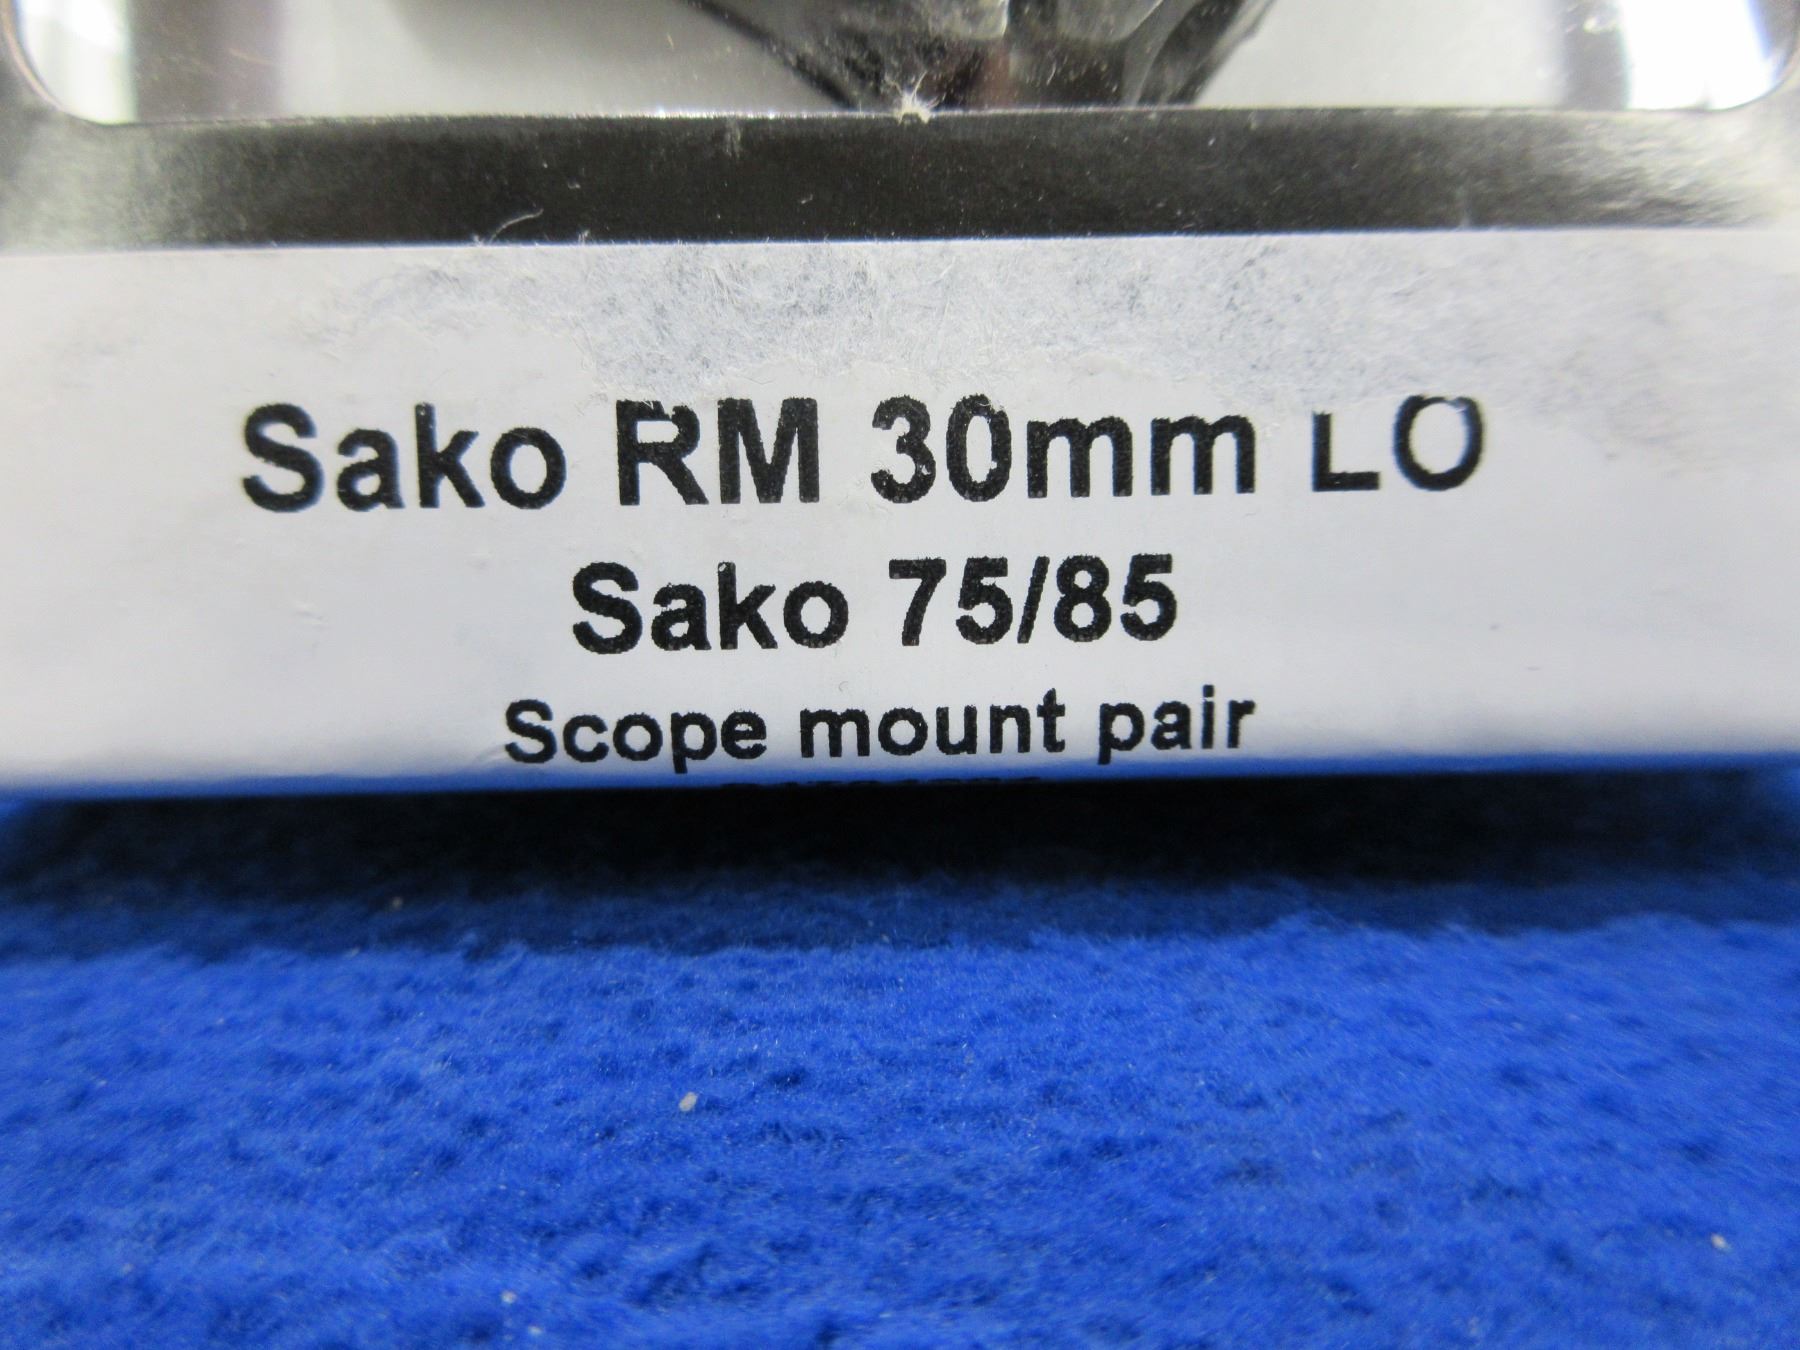 Sako RM 30mm LO
Sako 75/85
Scope mount pair